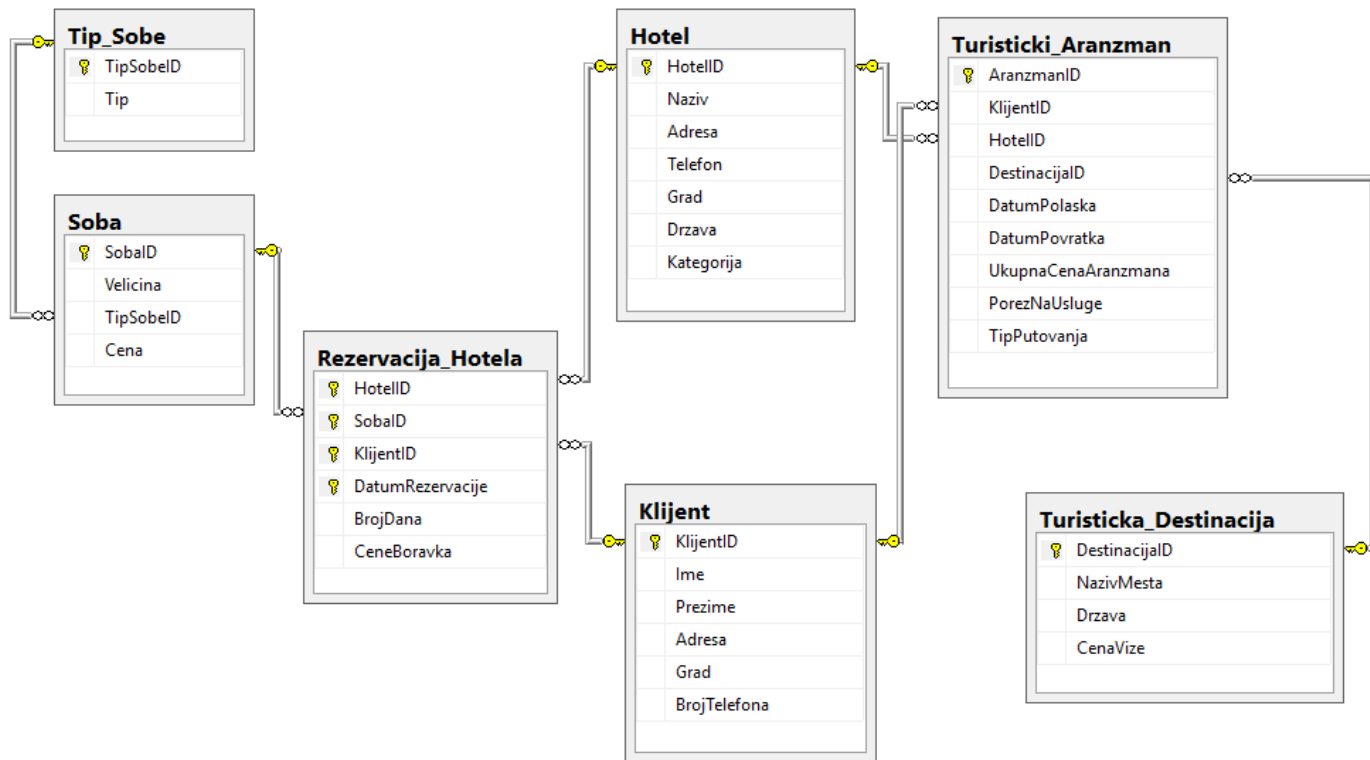 Tip_Sobe
TipSobeID
Tip
Soba
SobaID
Velicina
TipSobeID
Cena
Rezervacija_Hotela
HotelID
SobaID
KlijentID
DatumRezervacije
BrojDana
CeneBoravka
Hotel
HotelID
Naziv
Adresa
Telefon
Grad
Drzava
Kategorija
Klijent
KlijentID
Ime
Prezime
Adresa
Grad
BrojTelefona
Turisticki_Aranzman
AranzmanID
KlijentID
HotelID
DestinacijaID
DatumPolaska
DatumPovratka
UkupnaCenaAranzmana
PorezNaUsluge
TipPutovanja
Turisticka_Destinacija
DestinacijaID
NazivMesta
Drzava
CenaVize